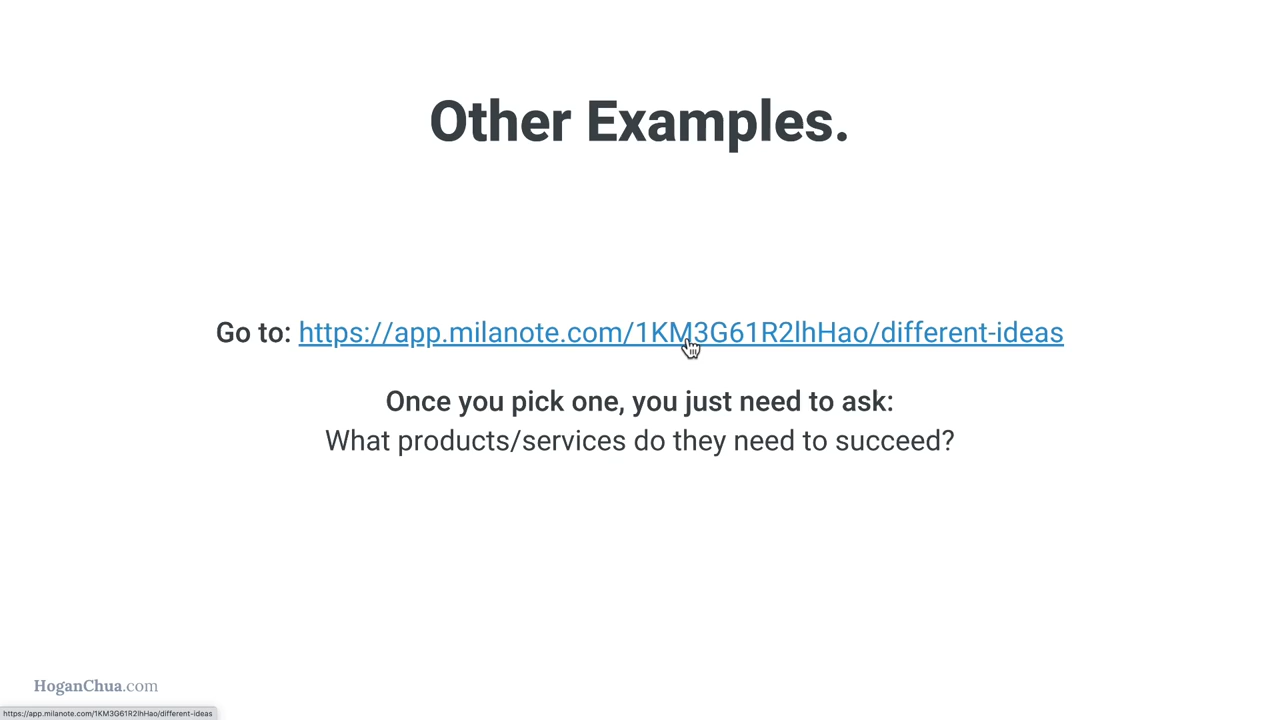 Other Examples.
Go to: https://app.milanote.com/1KM3G61R2lhHao/different-ideas
Once you pick one, you just need to ask:
What products/services do they need to succeed?
HoganChua.com
https://app.milanote.com/1KM3G61R2lhHao/different-ideas